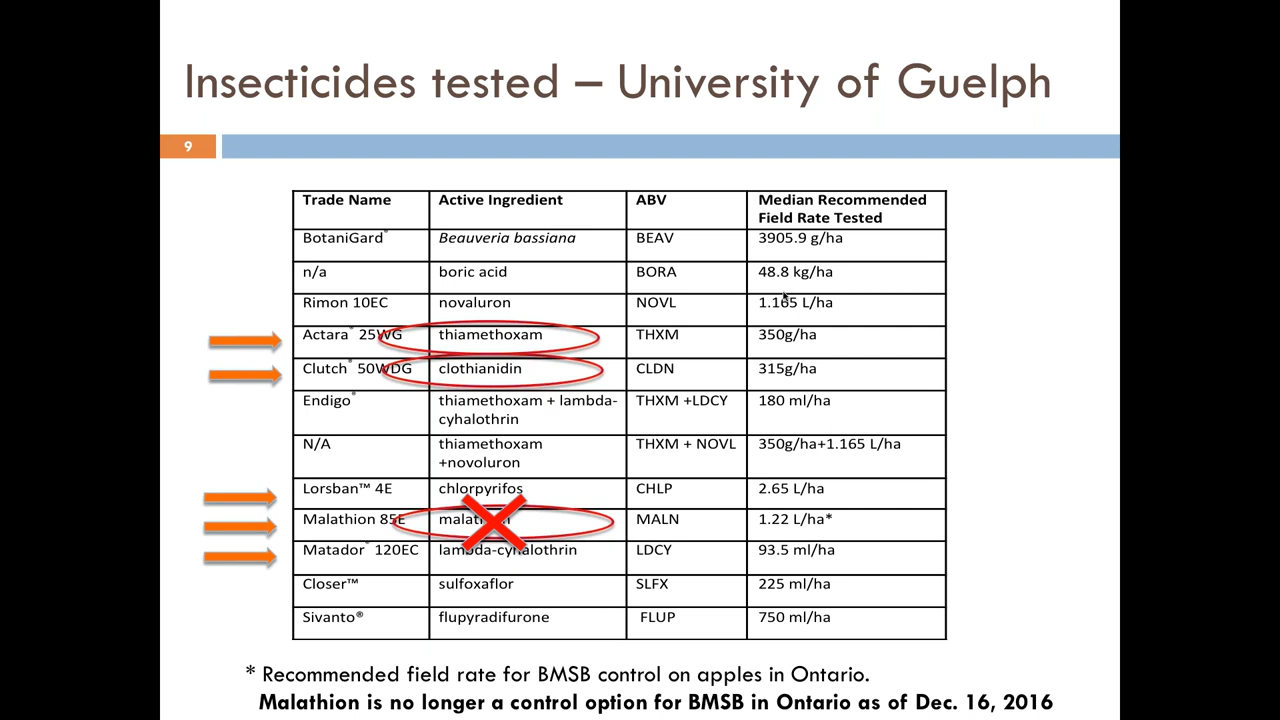 Insecticides tested – University of Guelph
9
Trade Name Active Ingredient ABV Median Recommended
Field Rate Tested
BotaniGard® Beauveria bassiana BEAV 3905.9 g/ha
n/a boric acid BORA 48.8 kg/ha
Rimon 10EC novaluron NOVL 1.165 L/ha
Actara® 25WG thiamethoxam THXM 350g/ha
Clutch® 50WDG clothianidin CLDN 315g/ha
Endigo® thiamethoxam + lambda- THXM +LDCY 180 ml/ha
cyhalothrin
N/A thiamethoxam THXM + NOVL 350g/ha+1.165 L/ha
+novoluron
Lorsban™ 4E chlorpyrifos CHLP 2.65 L/ha
Malathion 85E malathion MALN 1.22 L/ha*
Matador® 120EC lambda-cyhalothrin LDCY 93.5 ml/ha
Closer™ sulfoxaflor SLFX 225 ml/ha
Sivanto® flupyradifurone FLUP 750 ml/ha
* Recommended field rate for BMSB control on apples in Ontario.
Malathion is no longer a control option for BMSB in Ontario as of Dec. 16, 2016